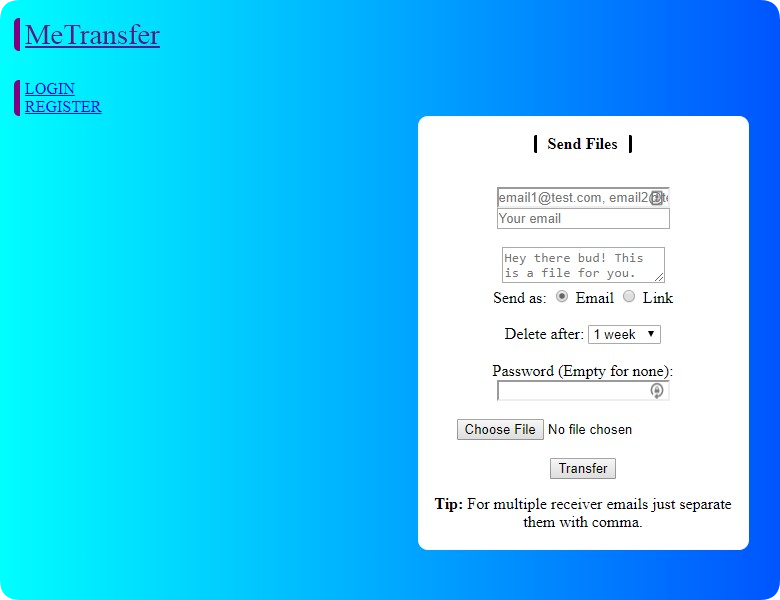 MeTransfer
LOGIN
REGISTER
Send Files
email1@test.com, email2@te
Your email
Hey there bud! This
is a file for you.
Send as: Email Link
Delete after: 1 week
Password (Empty for none):
Choose File No file chosen
Transfer
Tip: For multiple receiver emails just separate
them with comma.